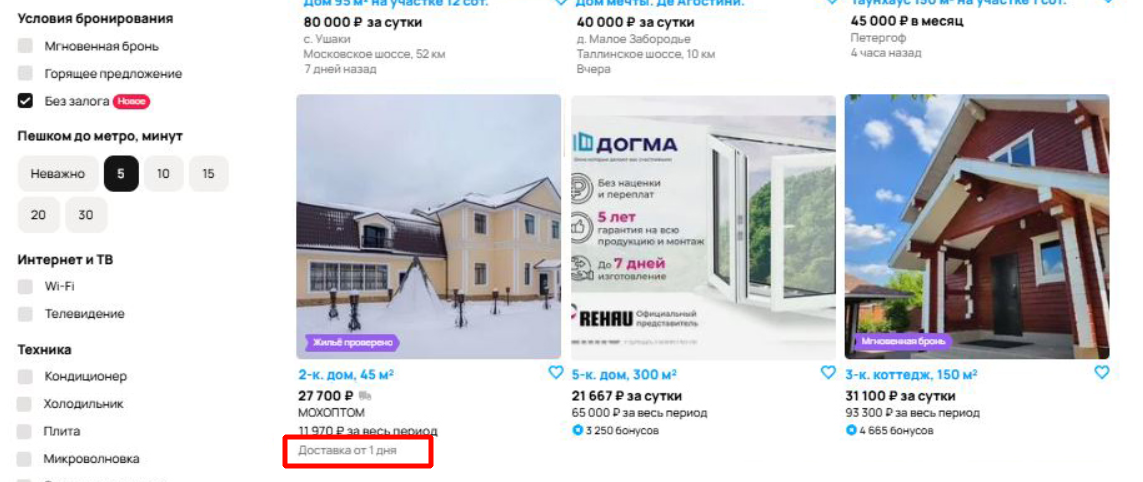 Условия бронирования
Мгновенная бронь
Горящее предложение
Без залога Новое
Пешком до метро, минут
Неважно 5 10 15
20 30
Интернет и ТВ
Wi-Fi
Телевидение
Техника
Кондиционер
Холодильник
Плита
Микроволновка
Дом 95 м² на участке 12 сот.
80 000 ₽ за сутки
с. Ушаки
Московское шоссе, 52 км
7 дней назад
Дом мечты. Де Агостини.
40 000 ₽ за сутки
д. Малое Забородье
Таллинское шоссе, 10 км
Вчера
Таунхаус 150 м² на участке 1 сот.
45 000 ₽ в месяц
Петергоф
4 часа назад
Жильё проверено
2-к. дом, 45 м²
27 700 ₽
МОХОПТОМ
11 970 ₽ за весь период
Доставка от 1 дня
ДОГМА
Без наценки
и переплат
5 лет
гарантия на всю
продукцию и монтаж
До 7 дней
изготовление
REHAU Официальный
представитель
5-к. дом, 300 м²
21 667 ₽ за сутки
65 000 ₽ за весь период
3 250 бонусов
Мгновенная бронь
3-к. коттедж, 150 м²
31 100 ₽ за сутки
93 300 ₽ за весь период
4 665 бонусов